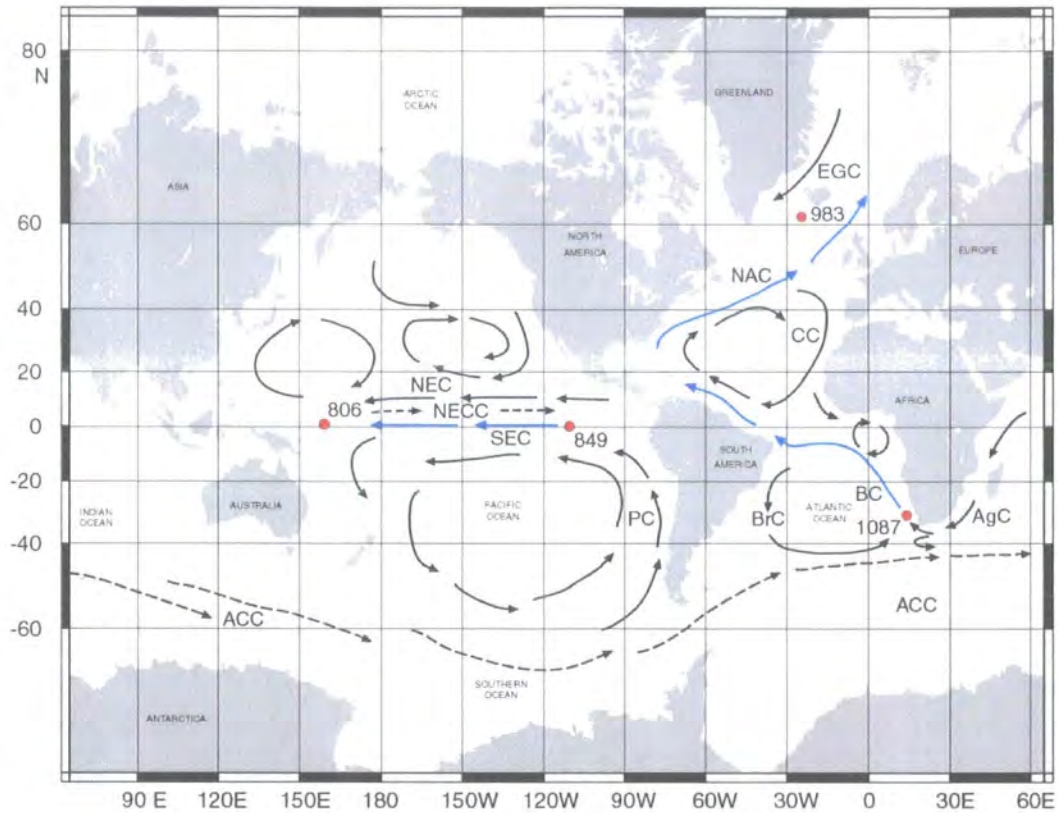 80
N
ARCTIC
OCEAN
GREENLAND
EGC
ASIA
60
983
NORTH
AMERICA
EUROPE
NAC
40
CC
20
NEC
806
NECC
AFRICA
0
SEC
849
SOUTH
AMERICA
-20
INDIAN
OCEAN
AUSTRALIA
PACIFIC
OCEAN
PC
BrC
ATLANTIC
OCEAN
BC
1087
AgC
-40
ACC
ACC
-60
SOUTHERN
OCEAN
ANTARCTICA
90 E 120E 150E 180 150W 120W 90W 60W 30W 0 30E 60E